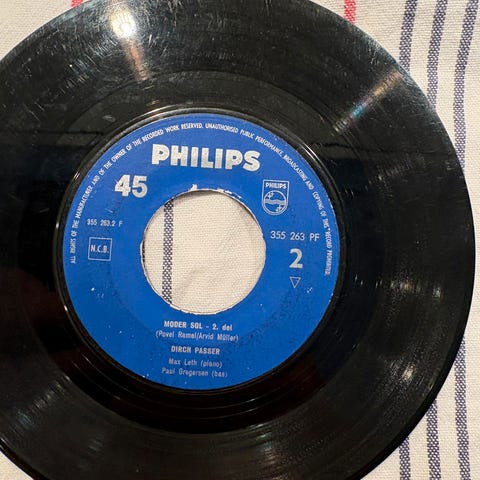 ALL RIGHTS OF THE MANUFACTURER AND OF THE OWNER OF THE RECORDED WORK RESERVED. UNAUTHORISED PUBLIC PERFORMANCE, BROADCASTING AND COPYING OF THIS RECORD PROHIBITED.
PHILIPS
45
PHILIPS
355 263.2 F
355 263 PF
N.C.B.
2
MODER SOL - 2. del
(Povel Ramel/Arvid Müller)
DIRCH PASSER
Max Leth (piano)
Paul Gregersen (bas)